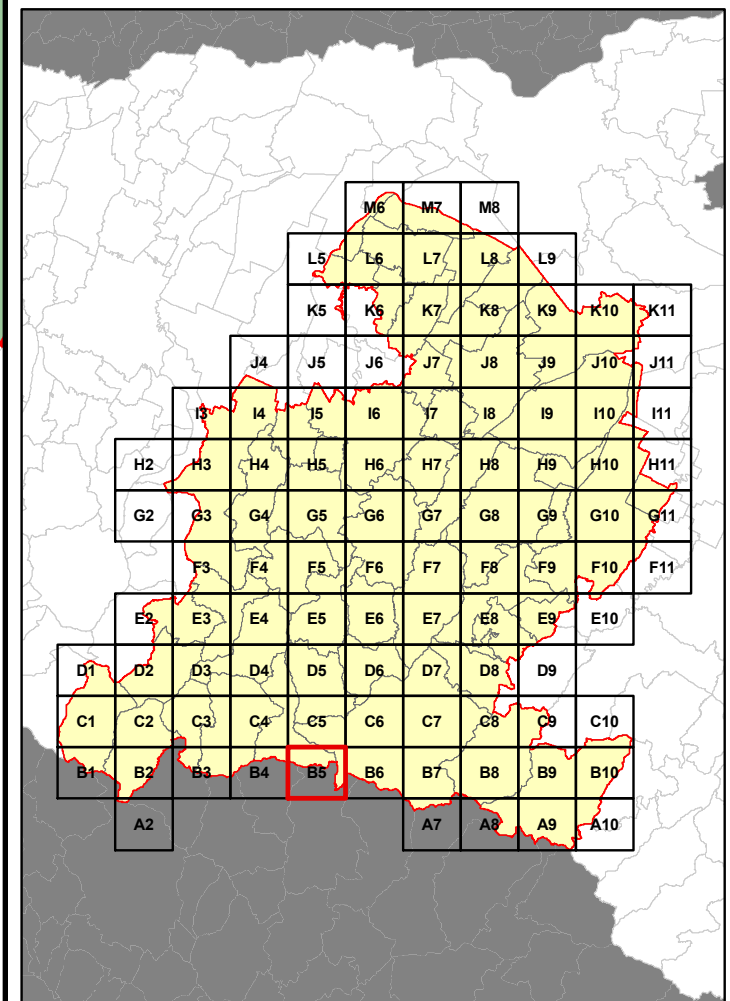 M6 M7 M8
L5 L6 L7 L8 L9
K5 K6 K7 K8 K9 K10 K11
J4 J5 J6 J7 J8 J9 J10 J11
I3 I4 I5 I6 I7 I8 I9 I10 I11
H2 H3 H4 H5 H6 H7 H8 H9 H10 H11
G2 G3 G4 G5 G6 G7 G8 G9 G10 G11
F3 F4 F5 F6 F7 F8 F9 F10 F11
E2 E3 E4 E5 E6 E7 E8 E9 E10
D1 D2 D3 D4 D5 D6 D7 D8 D9
C1 C2 C3 C4 C5 C6 C7 C8 C9 C10
B1 B2 B3 B4 B5 B6 B7 B8 B9 B10
A2 A7 A8 A9 A10